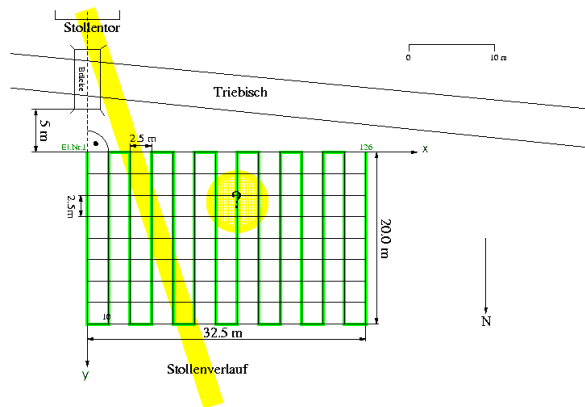 Stollentor
Brücke
0
10 m
Triebisch
5 m
El.Nr.1
2.5 m
126
x
2.5m
?
20.0 m
10
32.5 m
N
y
Stollenverlauf